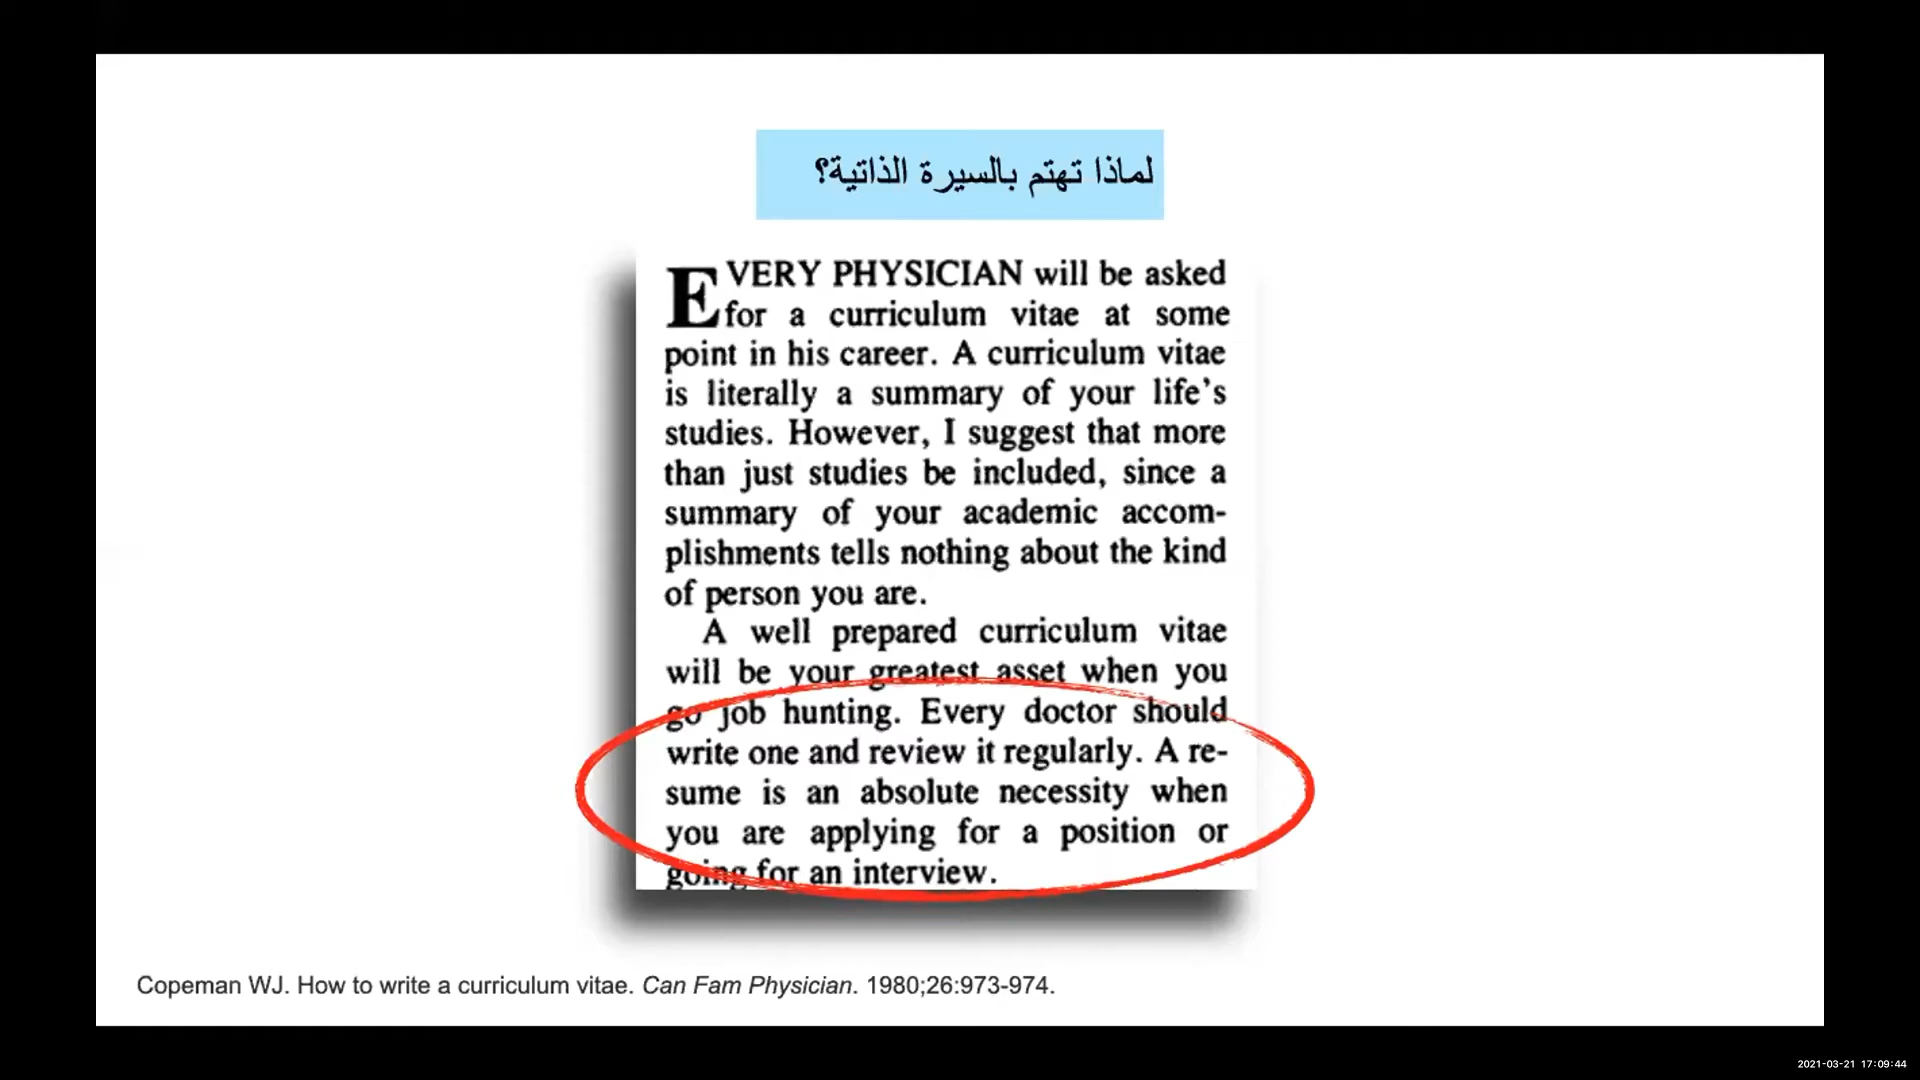 لماذا تهتم بالسيرة الذاتية؟
EVERY PHYSICIAN will be asked
for a curriculum vitae at some
point in his career. A curriculum vitae
is literally a summary of your life's
studies. However, I suggest that more
than just studies be included, since a
summary of your academic accom-
plishments tells nothing about the kind
of person you are.
A well prepared curriculum vitae
will be your greatest asset when you
go job hunting. Every doctor should
write one and review it regularly. A re-
sume is an absolute necessity when
you are applying for a position or
going for an interview.
Copeman WJ. How to write a curriculum vitae. Can Fam Physician. 1980;26:973-974.
2021-03-21 17:09:44